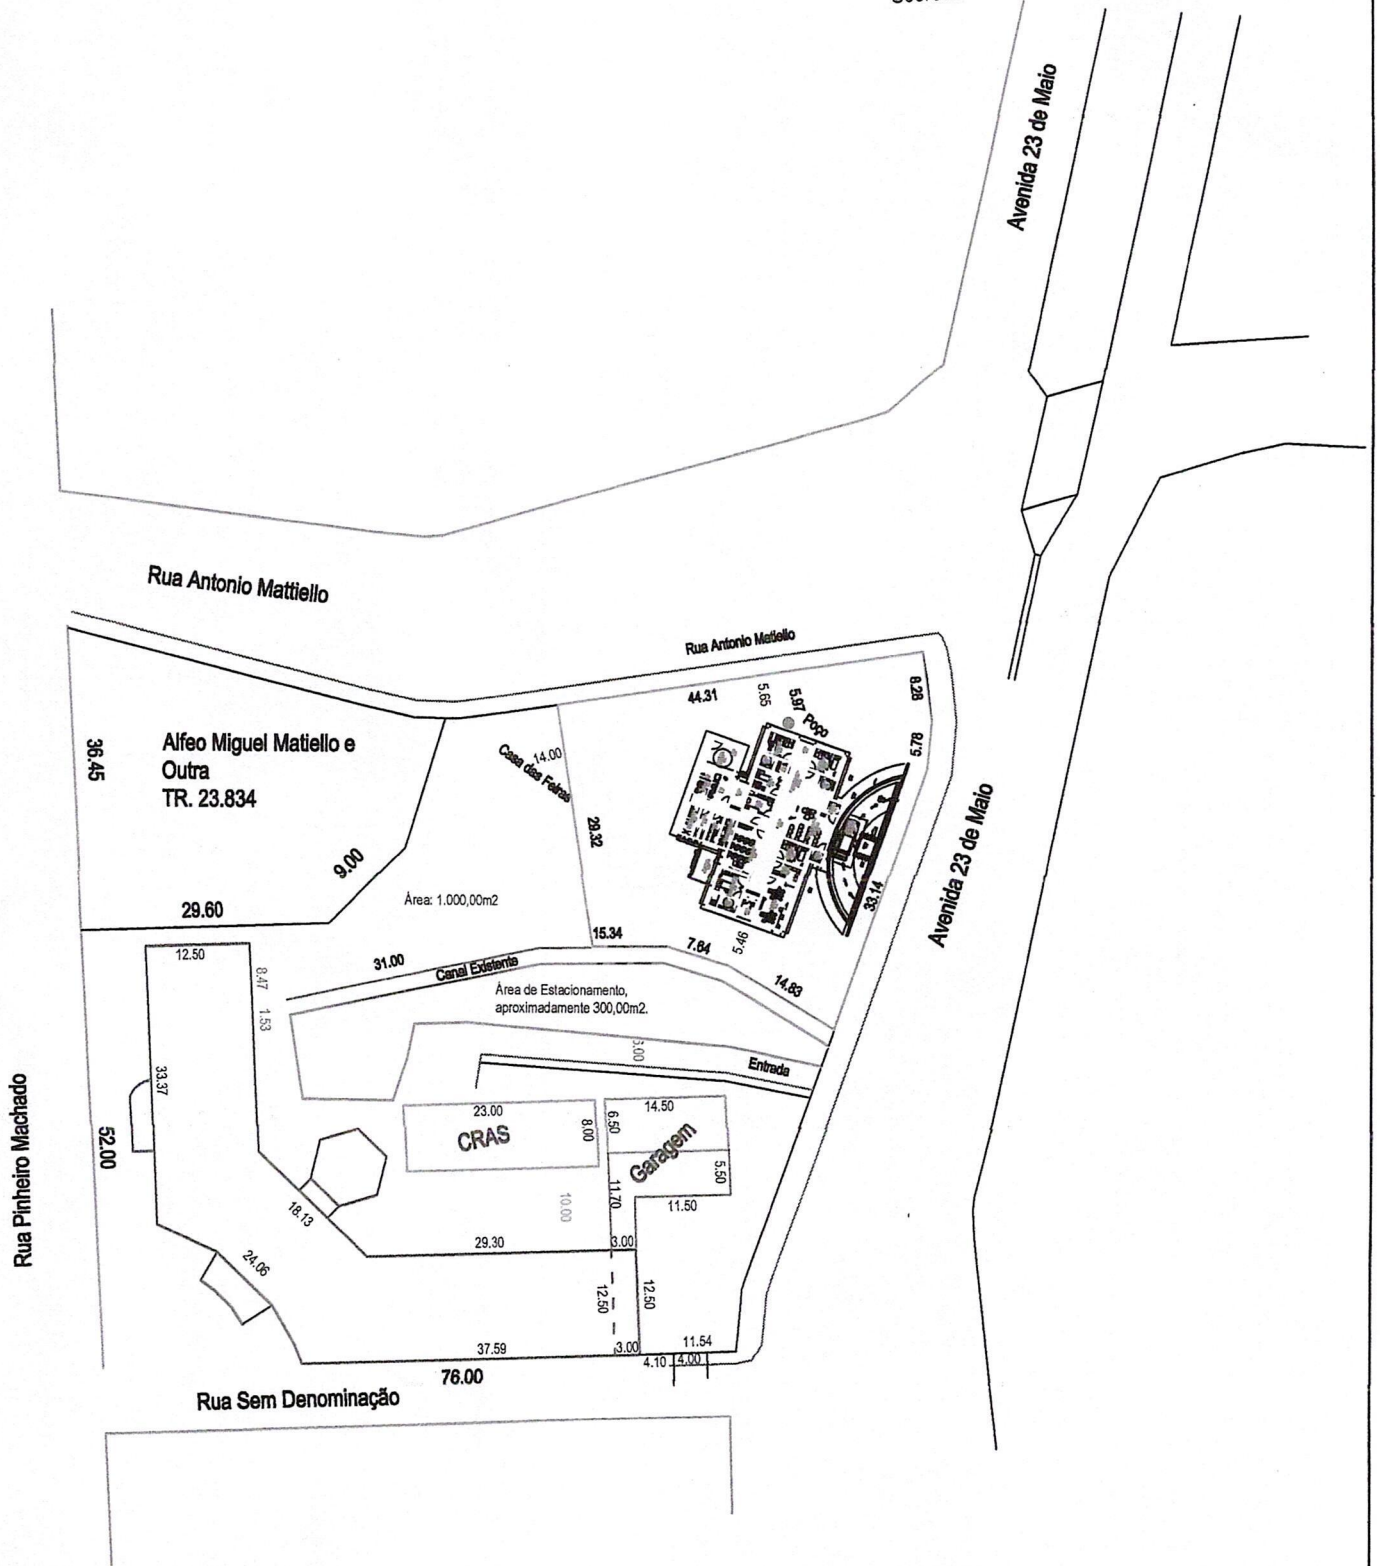 Avenida 23 de Maio
Rua Antonio Mattiello
Rua Antonio Matiello
44.31
5.65
5.97
Poço
8.28
5.78
Alfeo Miguel Matiello e
Outra
TR. 23.834
36.45
Casa das Feiras
14.00
29.32
9.00
29.60
Área: 1.000,00m2
33.14
Avenida 23 de Maio
15.34
7.64
5.46
14.83
12.50
8.47
1.53
31.00
Canal Existente
Área de Estacionamento,
aproximadamente 300,00m2.
Entrada
33.37
23.00
CRAS
8.00
14.50
6.50
Garagem
5.50
11.50
11.70
10.00
52.00
Rua Pinheiro Machado
18.13
24.06
29.30
3.00
12.50
12.50
37.59
3.00
11.54
4.10
4.00
76.00
Rua Sem Denominação